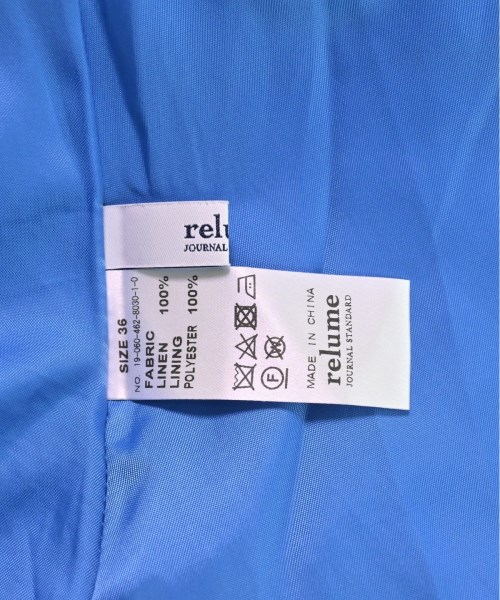 relu
JOURNAL
SIZE 36
NO 19-060-462-8030-1-0
FABRIC
LINEN 100%
LINING
POLYESTER 100%
F
MADE IN CHINA
relume
JOURNAL STANDARD